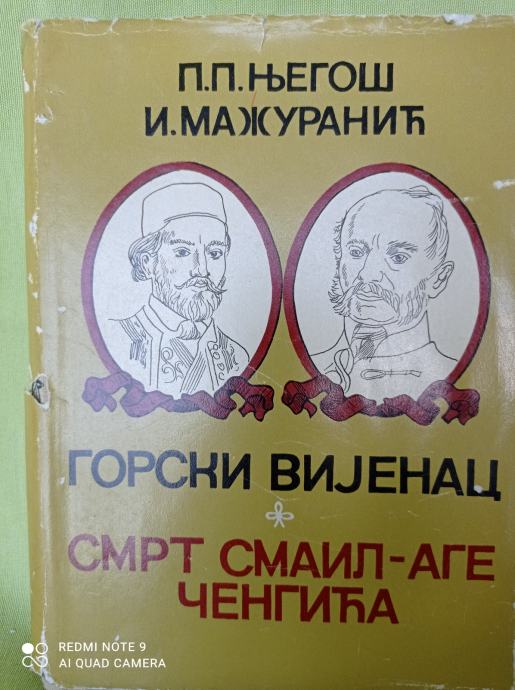 П.П.ЊЕГОШ
И.МАЖУРАНИЋ
ГОРСКИ ВИЈЕНАЦ
СМРТ СМАИЛ-АГЕ
ЧЕНГИЋА
REDMI NOTE 9
AI QUAD CAMERA